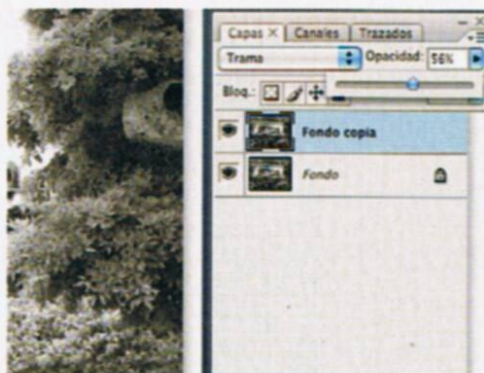 Capas × Canales Trazados
Trama Opacidad: 56%
Bloq.:
Fondo copia
Fondo